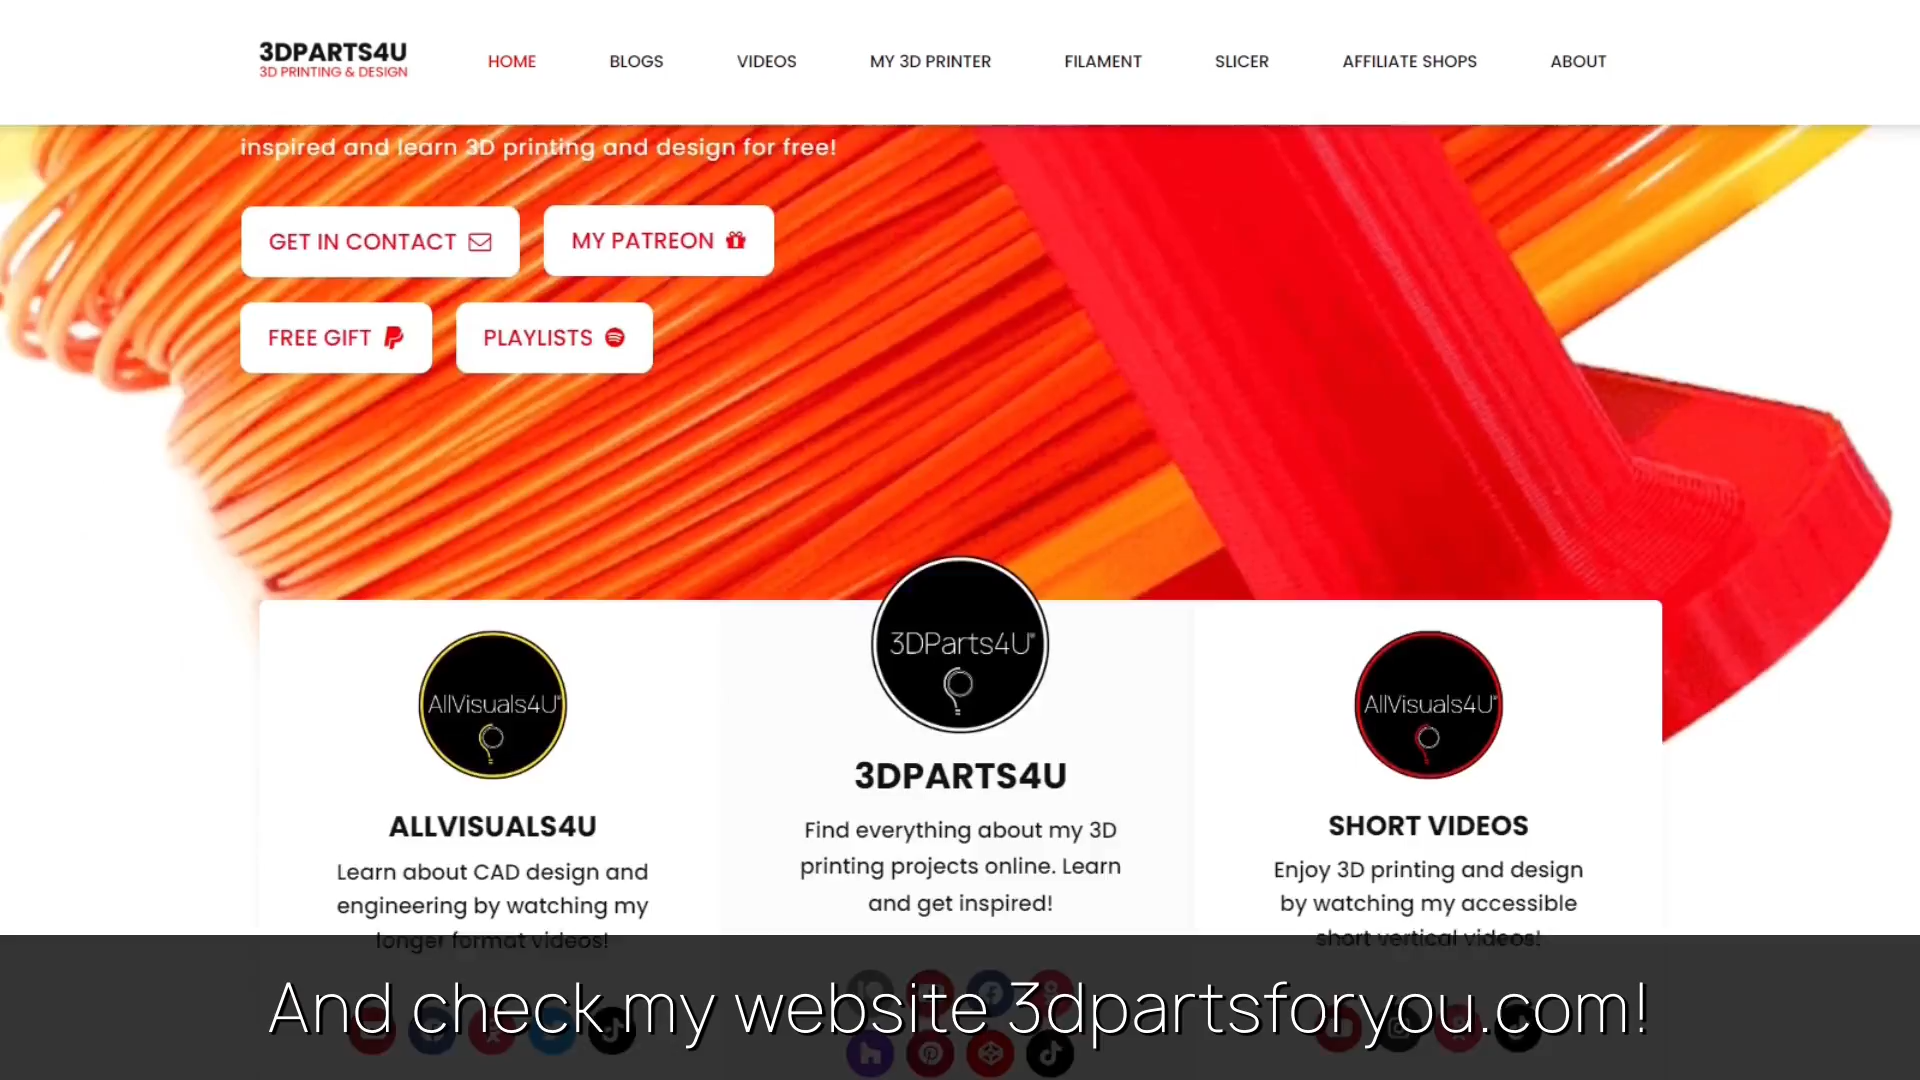 3DPARTS4U
3D PRINTING & DESIGN
HOME
BLOGS
VIDEOS
MY 3D PRINTER
FILAMENT
SLICER
AFFILIATE SHOPS
ABOUT
inspired and learn 3D printing and design for free!
GET IN CONTACT
MY PATREON
FREE GIFT
PLAYLISTS
AllVisuals4U®
ALLVISUALS4U
Learn about CAD design and
engineering by watching my
longer format videos!
3DParts4U®
3DPARTS4U
Find everything about my 3D
printing projects online. Learn
and get inspired!
AllVisuals4U®
SHORT VIDEOS
Enjoy 3D printing and design
by watching my accessible
short vertical videos!
And check my website 3dpartsforyou.com!